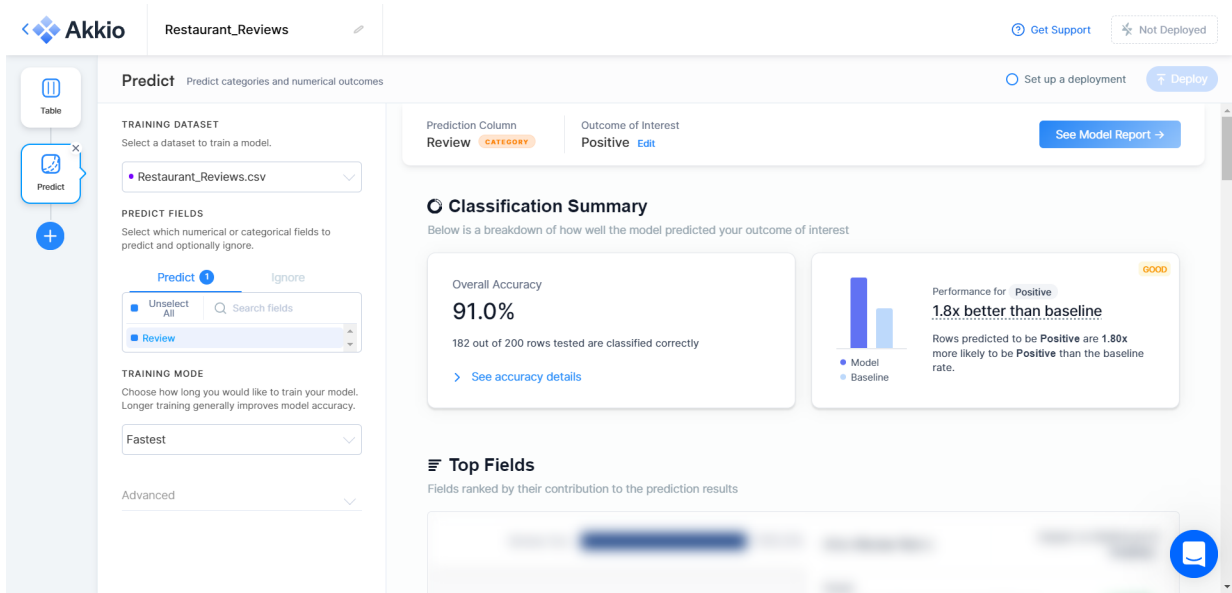 Akkio
Restaurant_Reviews
Get Support
Not Deployed
Table
Predict
Predict
Predict categories and numerical outcomes
Set up a deployment
Deploy
TRAINING DATASET
Select a dataset to train a model.
Restaurant_Reviews.csv
PREDICT FIELDS
Select which numerical or categorical fields to
predict and optionally ignore.
Predict 1
Ignore
Unselect
All
Search fields
Review
TRAINING MODE
Choose how long you would like to train your model.
Longer training generally improves model accuracy.
Fastest
Advanced
Prediction Column
Review CATEGORY
Outcome of Interest
Positive Edit
See Model Report →
Classification Summary
Below is a breakdown of how well the model predicted your outcome of interest
Overall Accuracy
91.0%
182 out of 200 rows tested are classified correctly
See accuracy details
GOOD
Model
Baseline
Performance for Positive
1.8x better than baseline
Rows predicted to be Positive are 1.80x
more likely to be Positive than the baseline
rate.
Top Fields
Fields ranked by their contribution to the prediction results